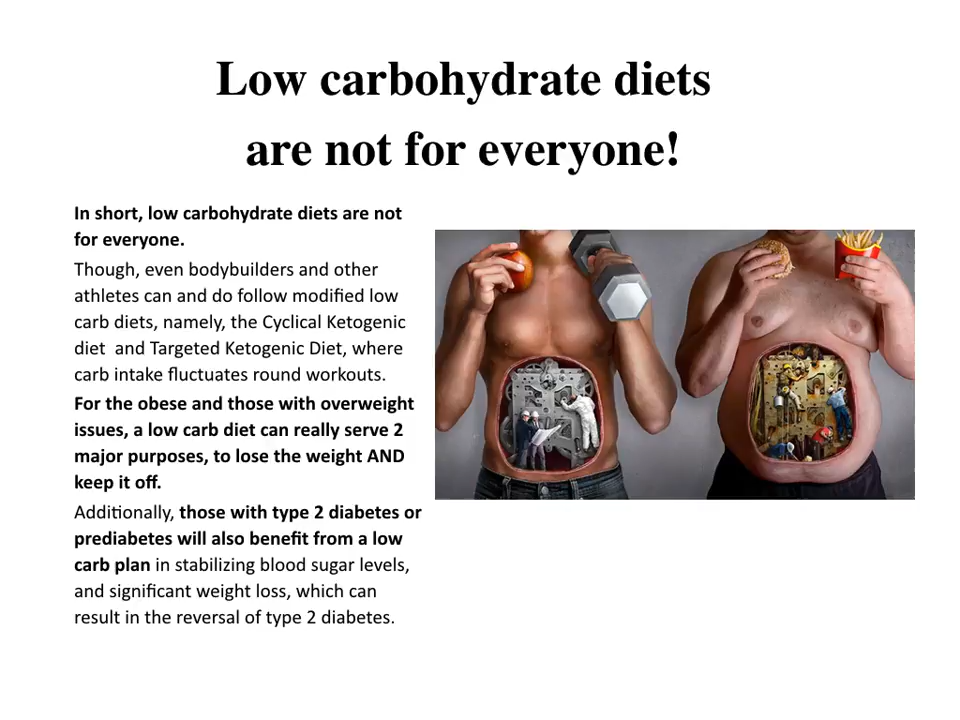 Low carbohydrate diets
are not for everyone!
In short, low carbohydrate diets are not
for everyone.
Though, even bodybuilders and other
athletes can and do follow modified low
carb diets, namely, the Cyclical Ketogenic
diet  and Targeted Ketogenic Diet, where
carb intake fluctuates round workouts.
For the obese and those with overweight
issues, a low carb diet can really serve 2
major purposes, to lose the weight AND
keep it off.
Additionally, those with type 2 diabetes or
prediabetes will also benefit from a low
carb plan in stabilizing blood sugar levels,
and significant weight loss, which can
result in the reversal of type 2 diabetes.